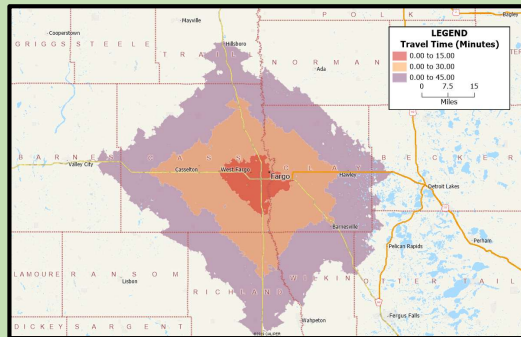 LEGEND
Travel Time (Minutes)
0.00 to 15.00
0.00 to 30.00
0.00 to 45.00
0 7.5 15
Miles
Mayville
POLK
Bagley
Cooperstown
GRIGGS STEELE
Hillsboro
TRAILL
NORMAN
Ada
BARNES
CASS
CLAY
BECKER
Valley City
Casselton
West Fargo
Fargo
Hawley
Detroit Lakes
Barnesville
Pelican Rapids
Perham
LAMOURE
RANSOM
Lisbon
RICHLAND
WILKIN
OTTER TAIL
Fergus Falls
Wahpeton
DICKEY
SARGENT